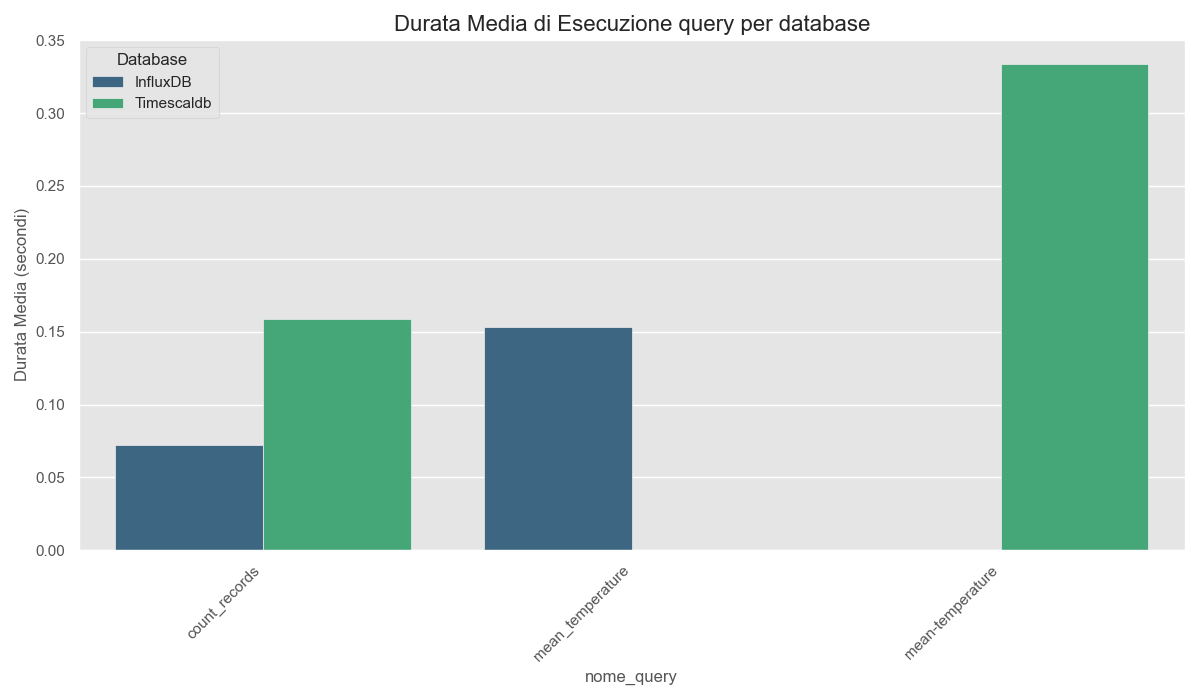 Durata Media di Esecuzione query per database
Database
InfluxDB
Timescaldb
Durata Media (secondi)
0.35
0.30
0.25
0.20
0.15
0.10
0.05
0.00
count_records
mean_temperature
mean-temperature
nome_query